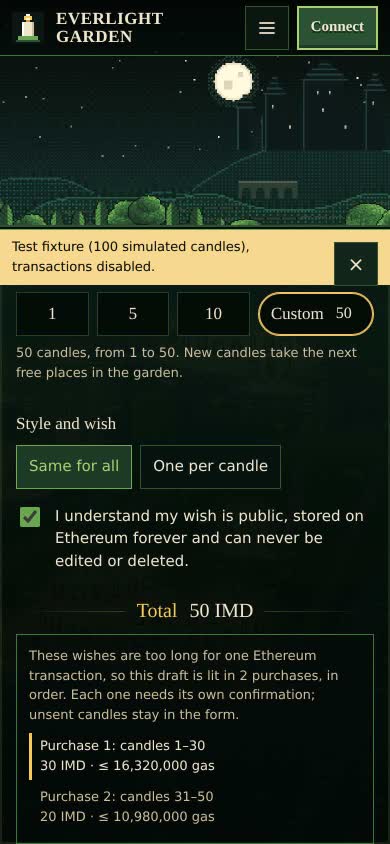 EVERLIGHT
GARDEN
Connect
Test fixture (100 simulated candles),
transactions disabled.
1
5
10
Custom 50
50 candles, from 1 to 50. New candles take the next
free places in the garden.
Style and wish
Same for all
One per candle
I understand my wish is public, stored on
Ethereum forever and can never be
edited or deleted.
Total 50 IMD
These wishes are too long for one Ethereum
transaction, so this draft is lit in 2 purchases, in
order. Each one needs its own confirmation;
unsent candles stay in the form.
Purchase 1: candles 1–30
30 IMD · ≤ 16,320,000 gas
Purchase 2: candles 31–50
20 IMD · ≤ 10,980,000 gas